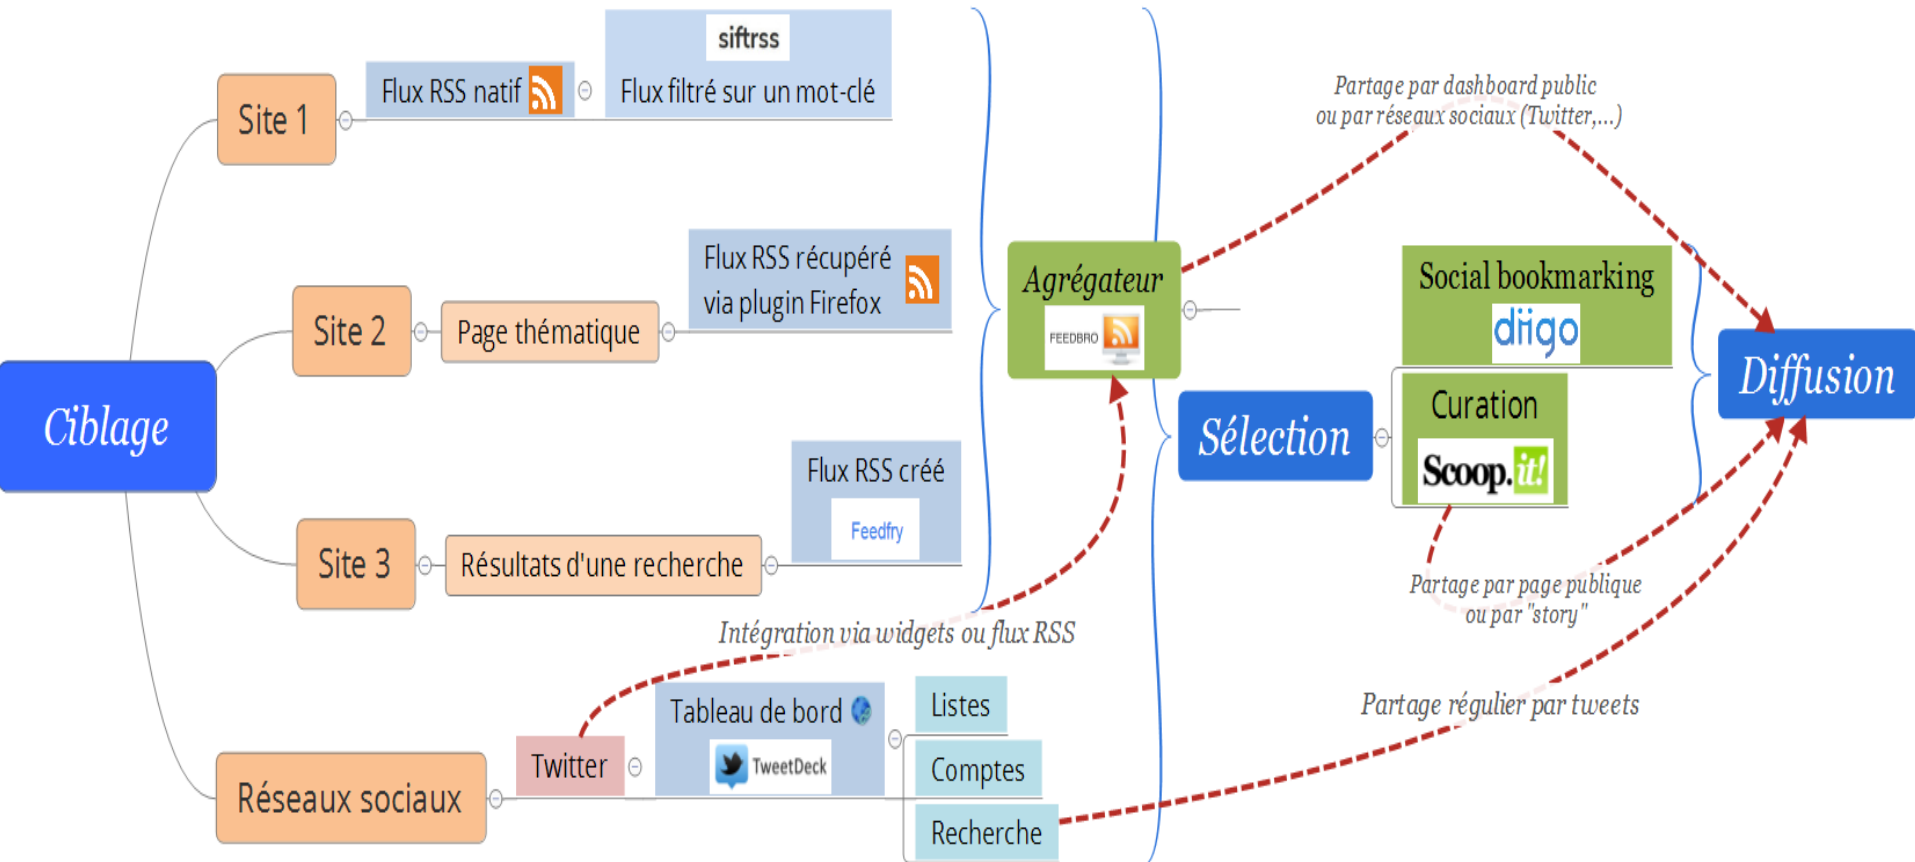 Ciblage
Site 1
Flux RSS natif
siftrss
Flux filtré sur un mot-clé
Site 2
Page thématique
Flux RSS récupéré
via plugin Firefox
Site 3
Résultats d'une recherche
Flux RSS créé
Feedfry
Réseaux sociaux
Twitter
Tableau de bord
TweetDeck
Listes
Comptes
Recherche
Intégration via widgets ou flux RSS
Agrégateur
FEEDBRO
Sélection
Social bookmarking
diigo
Curation
Scoop.it!
Partage par dashboard public
ou par réseaux sociaux (Twitter,...)
Partage par page publique
ou par "story"
Partage régulier par tweets
Diffusion